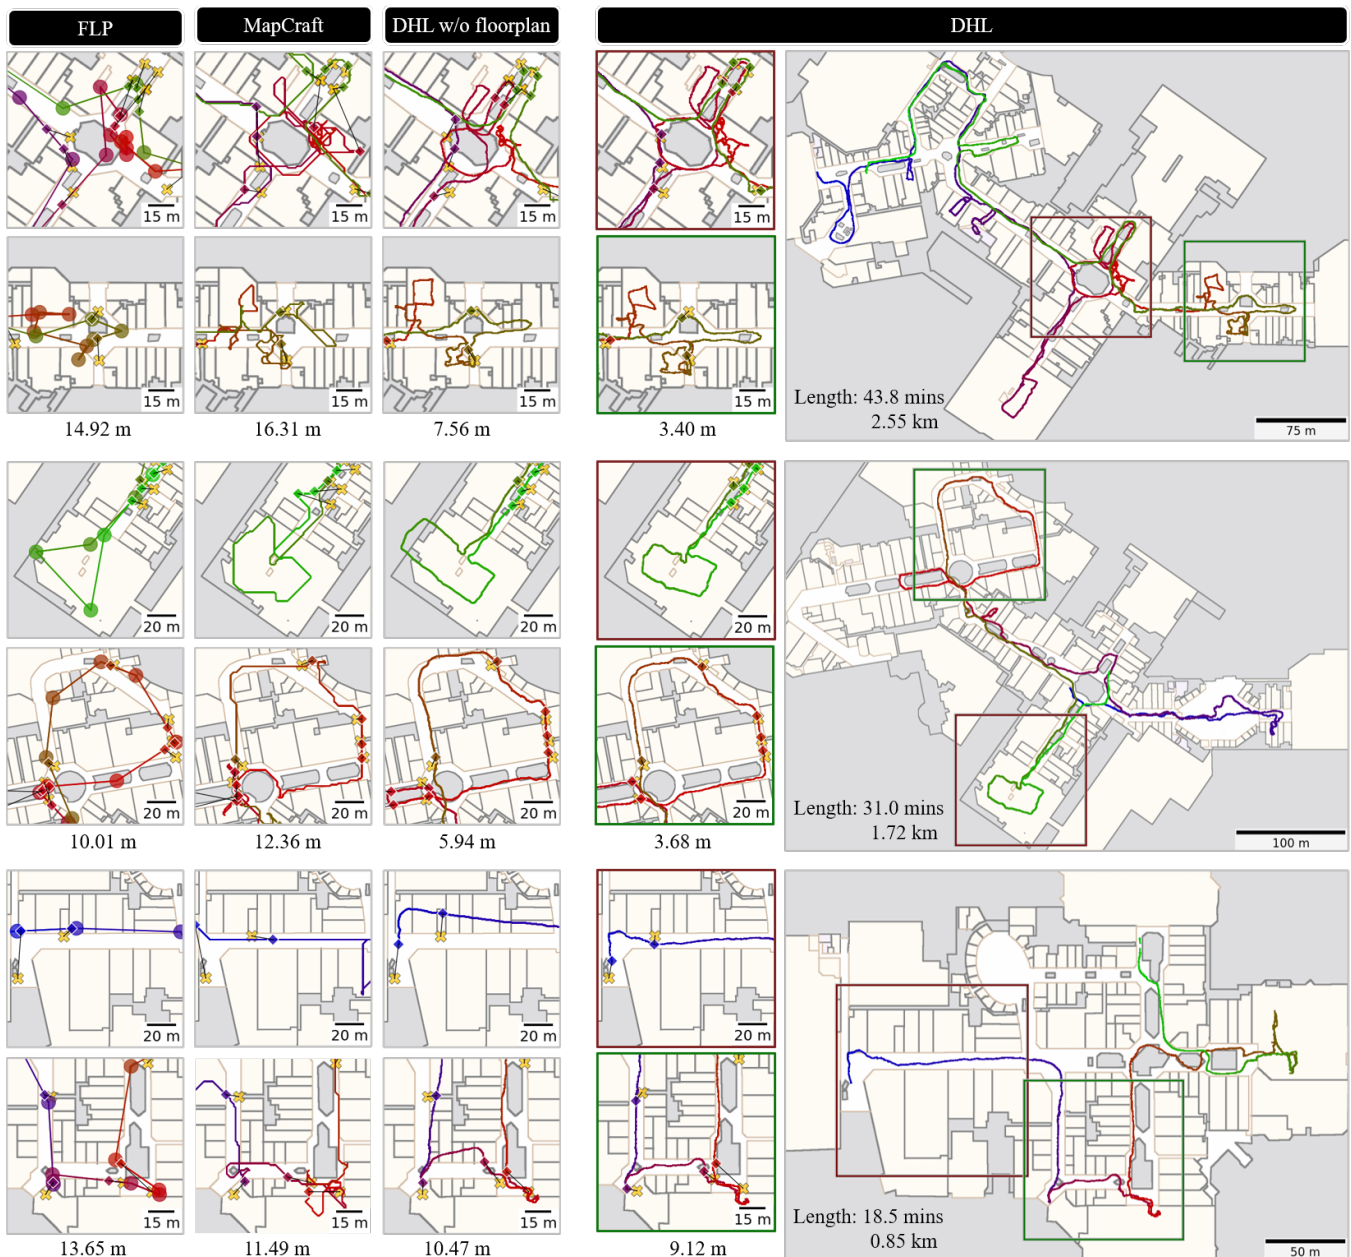 FLP MapCraft DHL w/o floorplan DHL
15 m 15 m 15 m 15 m
15 m 15 m 15 m 15 m
Length: 43.8 mins
2.55 km
75 m
14.92 m 16.31 m 7.56 m 3.40 m
20 m 20 m 20 m 20 m
20 m 20 m 20 m 20 m
Length: 31.0 mins
1.72 km
100 m
10.01 m 12.36 m 5.94 m 3.68 m
20 m 20 m 20 m 20 m
15 m 15 m 15 m 15 m
Length: 18.5 mins
0.85 km
50 m
13.65 m 11.49 m 10.47 m 9.12 m